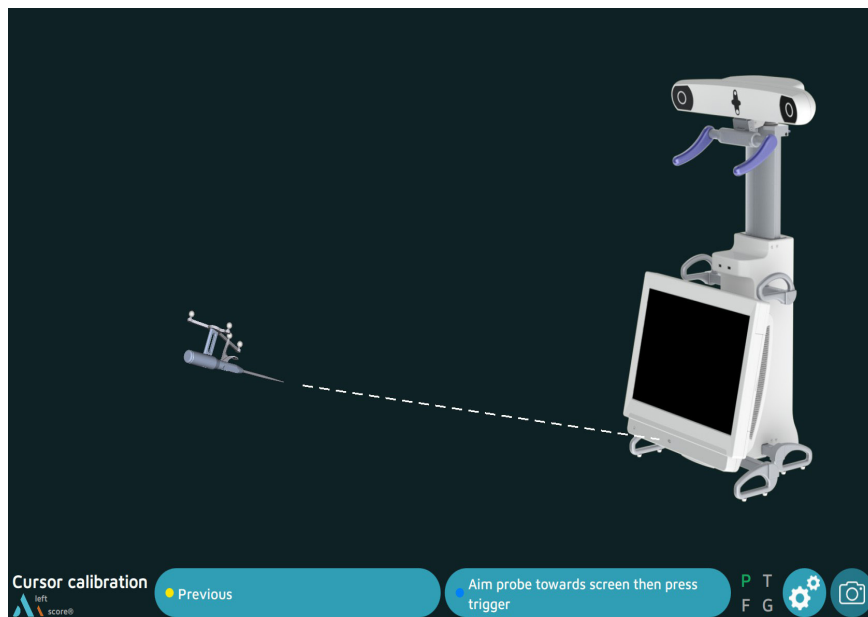 Cursor calibration
left
score®
Previous
Aim probe towards screen then press
trigger
P T
F G